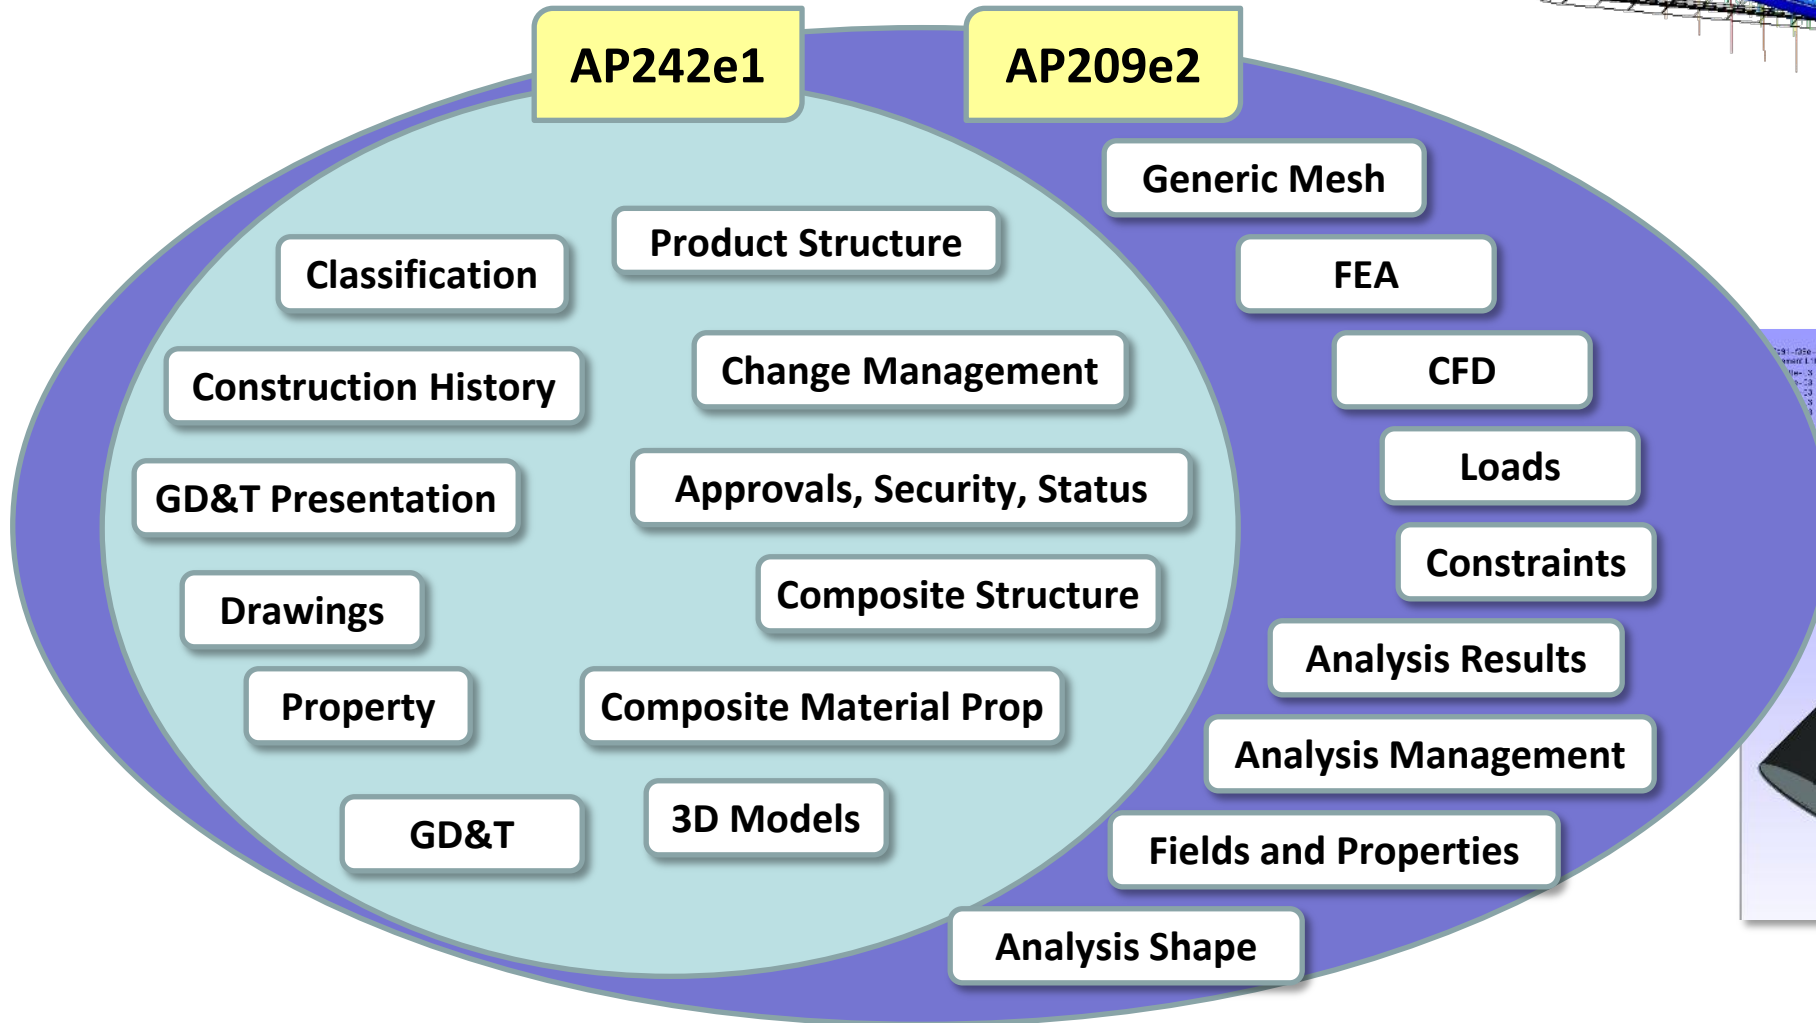 AP242e1
AP209e2
Generic Mesh
Product Structure
Classification
FEA
Change Management
CFD
Construction History
Loads
GD&T Presentation
Approvals, Security, Status
Constraints
Composite Structure
Drawings
Analysis Results
Property
Composite Material Prop
Analysis Management
3D Models
GD&T
Fields and Properties
Analysis Shape